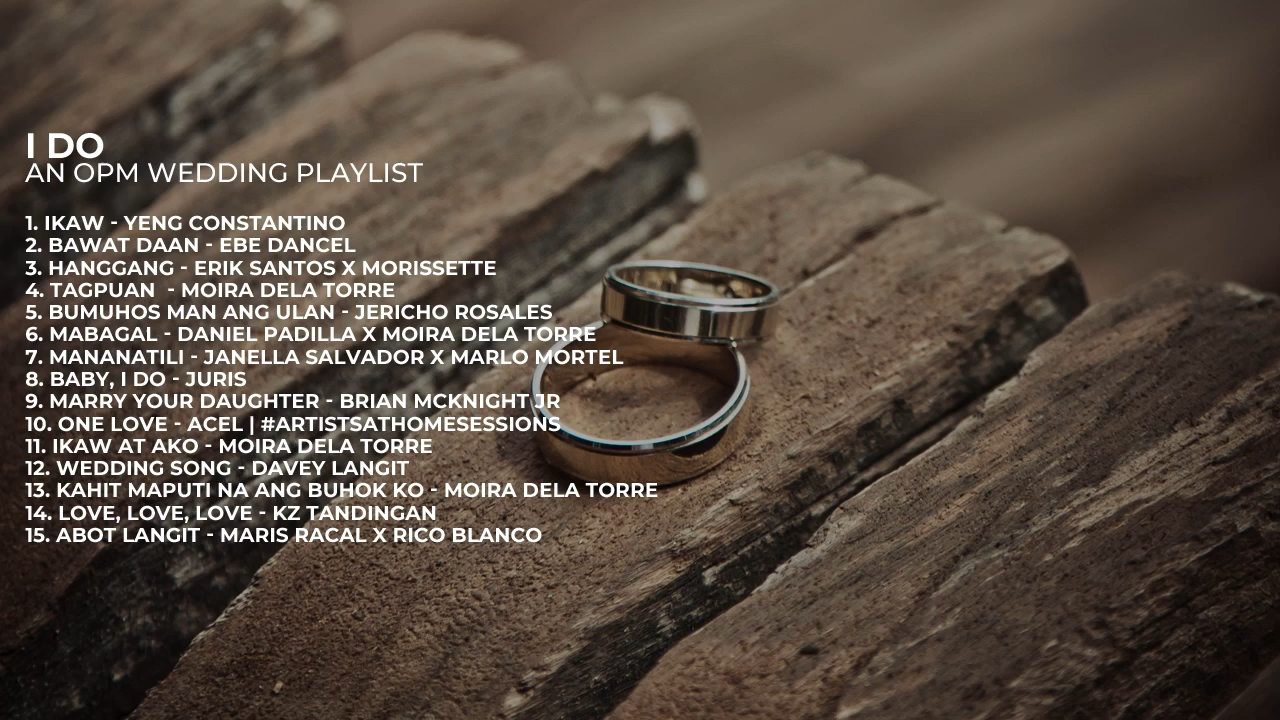 I DO
AN OPM WEDDING PLAYLIST
1. IKAW - YENG CONSTANTINO
2. BAWAT DAAN - EBE DANCEL
3. HANGGANG - ERIK SANTOS X MORISSETTE
4. TAGPUAN - MOIRA DELA TORRE
5. BUMUHOS MAN ANG ULAN - JERICHO ROSALES
6. MABAGAL - DANIEL PADILLA X MOIRA DELA TORRE
7. MANANATILI - JANELLA SALVADOR X MARLO MORTEL
8. BABY, I DO - JURIS
9. MARRY YOUR DAUGHTER - BRIAN MCKNIGHT JR
10. ONE LOVE - ACEL | #ARTISTSATHOMESESSIONS
11. IKAW AT AKO - MOIRA DELA TORRE
12. WEDDING SONG - DAVEY LANGIT
13. KAHIT MAPUTI NA ANG BUHOK KO - MOIRA DELA TORRE
14. LOVE, LOVE, LOVE - KZ TANDINGAN
15. ABOT LANGIT - MARIS RACAL X RICO BLANCO